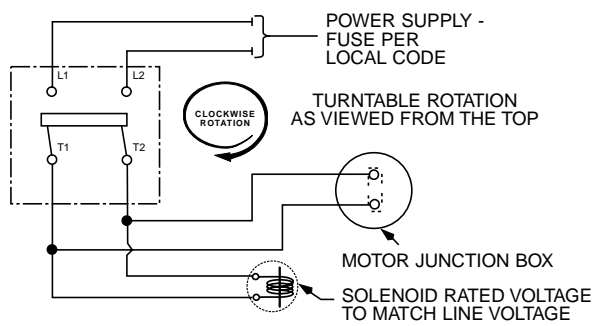 POWER SUPPLY -
FUSE PER
LOCAL CODE
L1
L2
CLOCKWISE
ROTATION
TURNTABLE ROTATION
AS VIEWED FROM THE TOP
T1
T2
MOTOR JUNCTION BOX
SOLENOID RATED VOLTAGE
TO MATCH LINE VOLTAGE